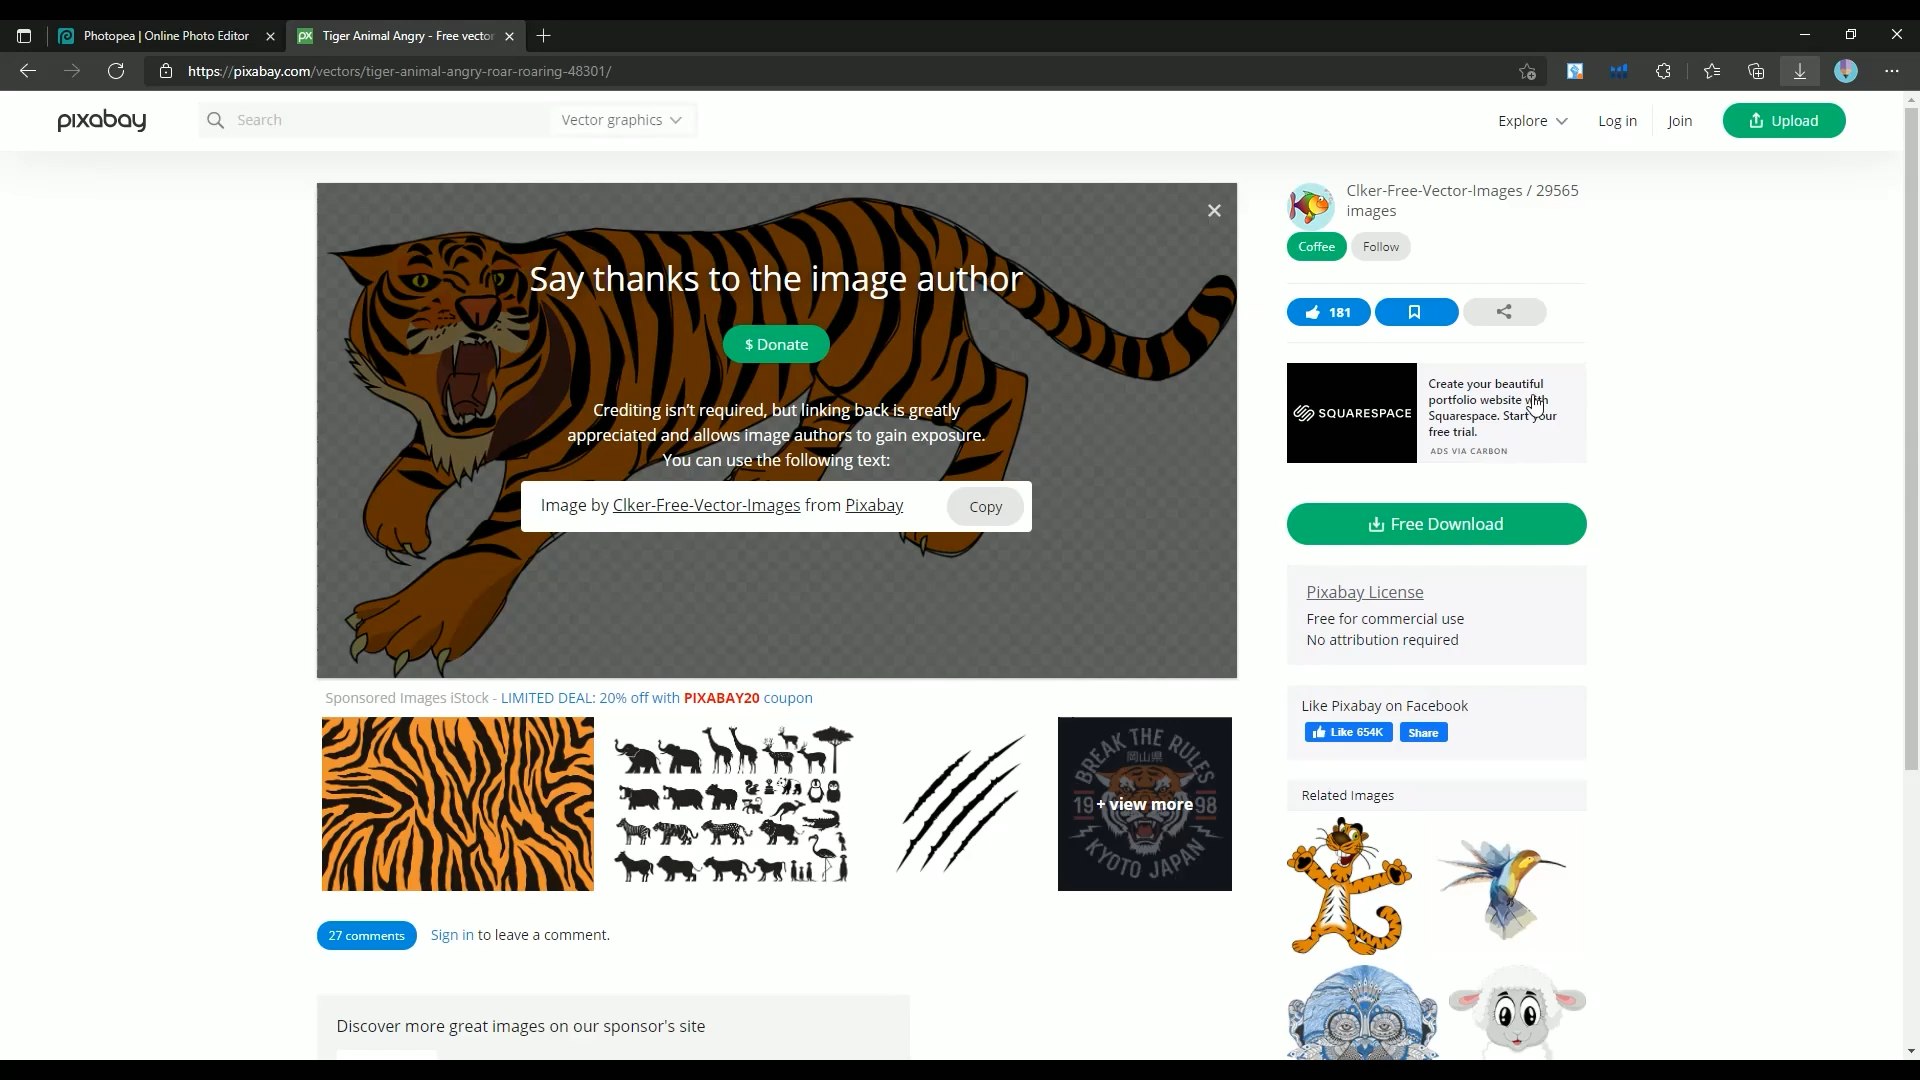 Photopea | Online Photo Editor
Tiger Animal Angry - Free vector
https://pixabay.com/vectors/tiger-animal-angry-roar-roaring-48301/
pixabay
Search
Vector graphics
Explore
Log in
Join
Upload
Say thanks to the image author
$ Donate
Crediting isn't required, but linking back is greatly
appreciated and allows image authors to gain exposure.
You can use the following text:
Image by Clker-Free-Vector-Images from Pixabay
Copy
Clker-Free-Vector-Images / 29565
images
Coffee
Follow
181
SQUARESPACE
Create your beautiful
portfolio website with
Squarespace. Start your
free trial.
ADS VIA CARBON
Free Download
Pixabay License
Free for commercial use
No attribution required
Like Pixabay on Facebook
Like 654K
Share
Related Images
Sponsored Images iStock - LIMITED DEAL: 20% off with PIXABAY20 coupon
BREAK THE RULES
岡山県
19 98
+ view more
KYOTO JAPAN
27 comments
Sign in to leave a comment.
Discover more great images on our sponsor's site